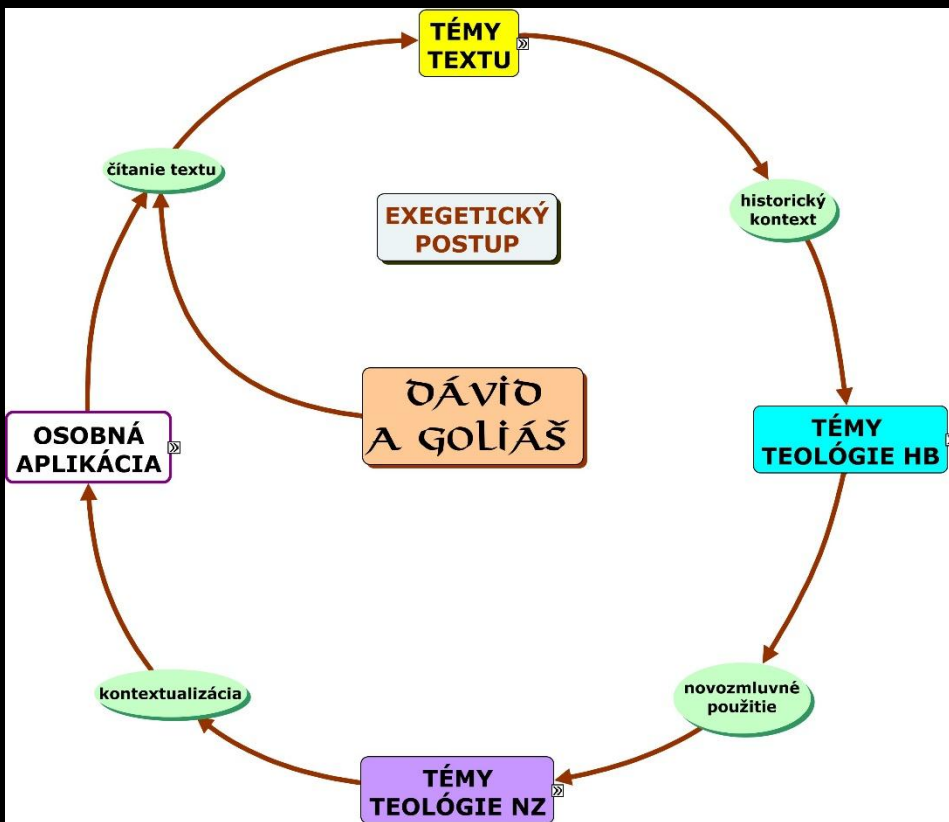 TÉMY
TEXTU
čítanie textu
historický
kontext
EXEGETICKÝ
POSTUP
DÁVID
A GOLIÁŠ
OSOBNÁ
APLIKÁCIA
TÉMY
TEOLÓGIE HB
kontextualizácia
novozmluvné
použitie
TÉMY
TEOLÓGIE NZ